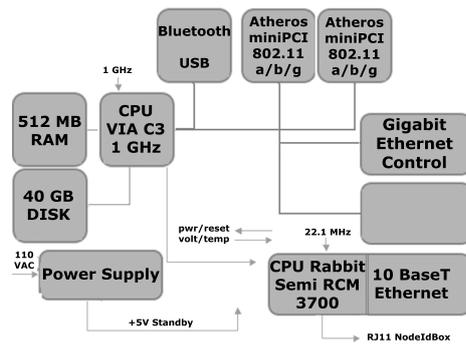 Bluetooth
USB
Atheros
miniPCI
802.11
a/b/g
Atheros
miniPCI
802.11
a/b/g
1 GHz
512 MB
RAM
CPU
VIA C3
1 GHz
Gigabit
Ethernet
Control
40 GB
DISK
pwr/reset
volt/temp
22.1 MHz
110
VAC
Power Supply
CPU Rabbit
Semi RCM
3700
10 BaseT
Ethernet
+5V Standby
RJ11 NodeIdBox